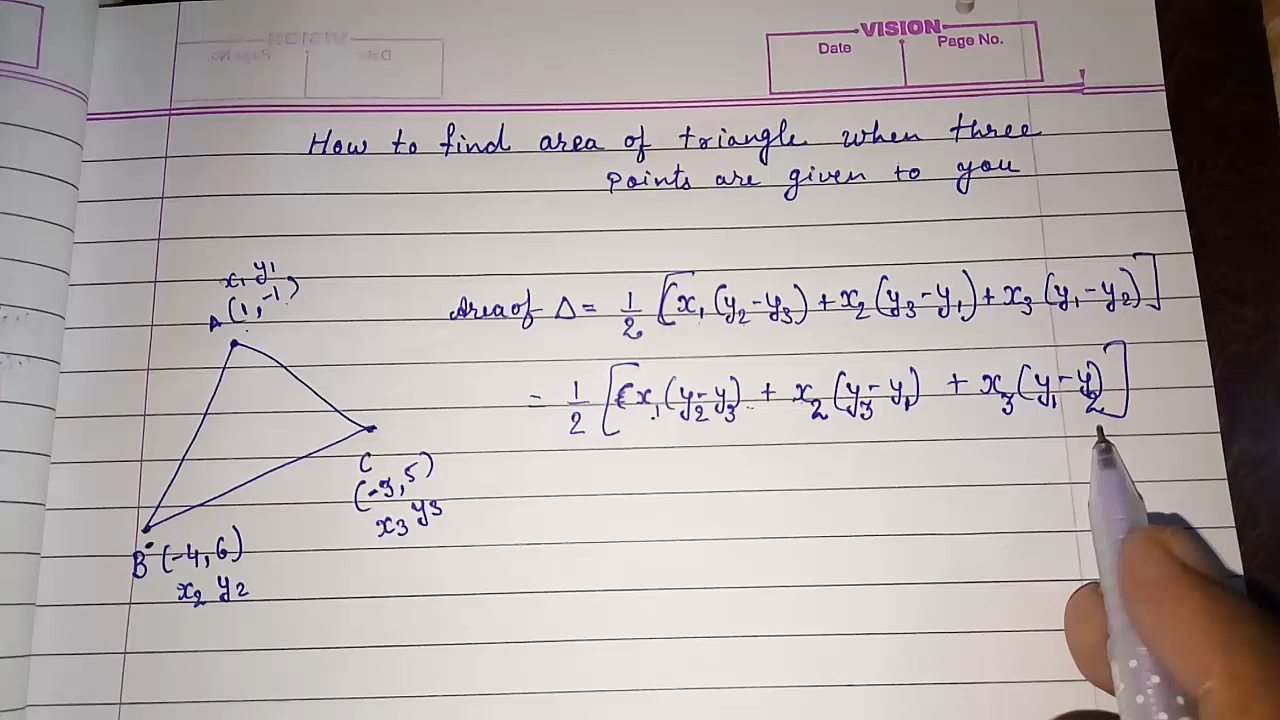 VISION
Date Page No.
How to find area of triangle when three
points are given to you
x₁ y₁
A (1, -1)
Area of Δ = 1/2 [x₁(y₂-y₃) + x₂(y₃-y₁) + x₃(y₁-y₂)]
= 1/2 [x₁(y₂-y₃) + x₂(y₃-y₁) + x₃(y₁-y₂)]
C
(-3, 5)
x₃ y₃
B (-4, 6)
x₂ y₂